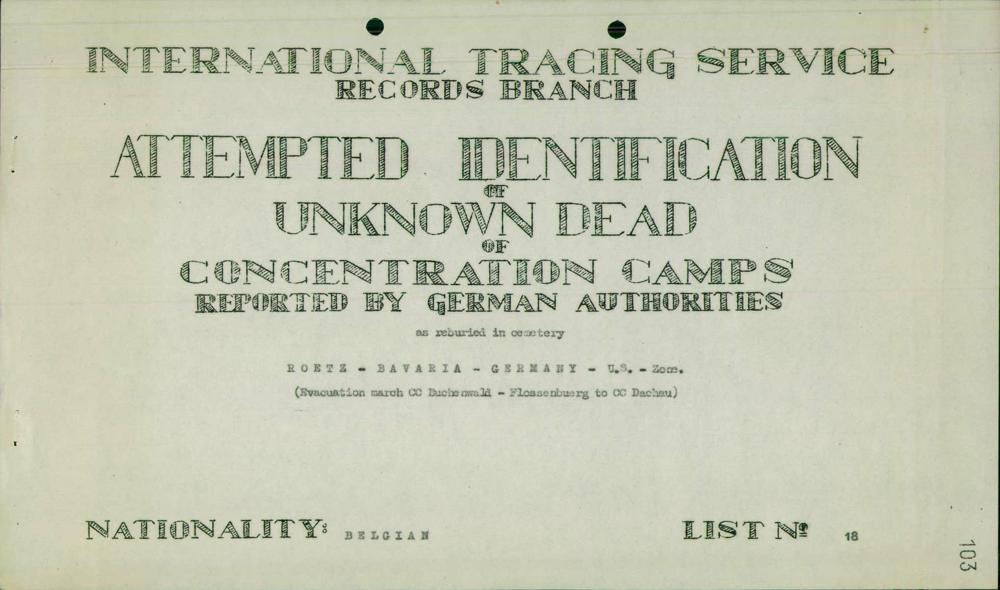 INTERNATIONAL TRACING SERVICE
RECORDS BRANCH
ATTEMPTED IDENTIFICATION
OF
UNKNOWN DEAD
OF
CONCENTRATION CAMPS
REPORTED BY GERMAN AUTHORITIES
as reburied in cemetery
ROETZ - BAVARIA - GERMANY - U.S. - Zone.
(Evacuation march CC Buchenwald - Flossenbuerg to CC Dachau)
NATIONALITY: BELGIAN LIST Nº 18
103